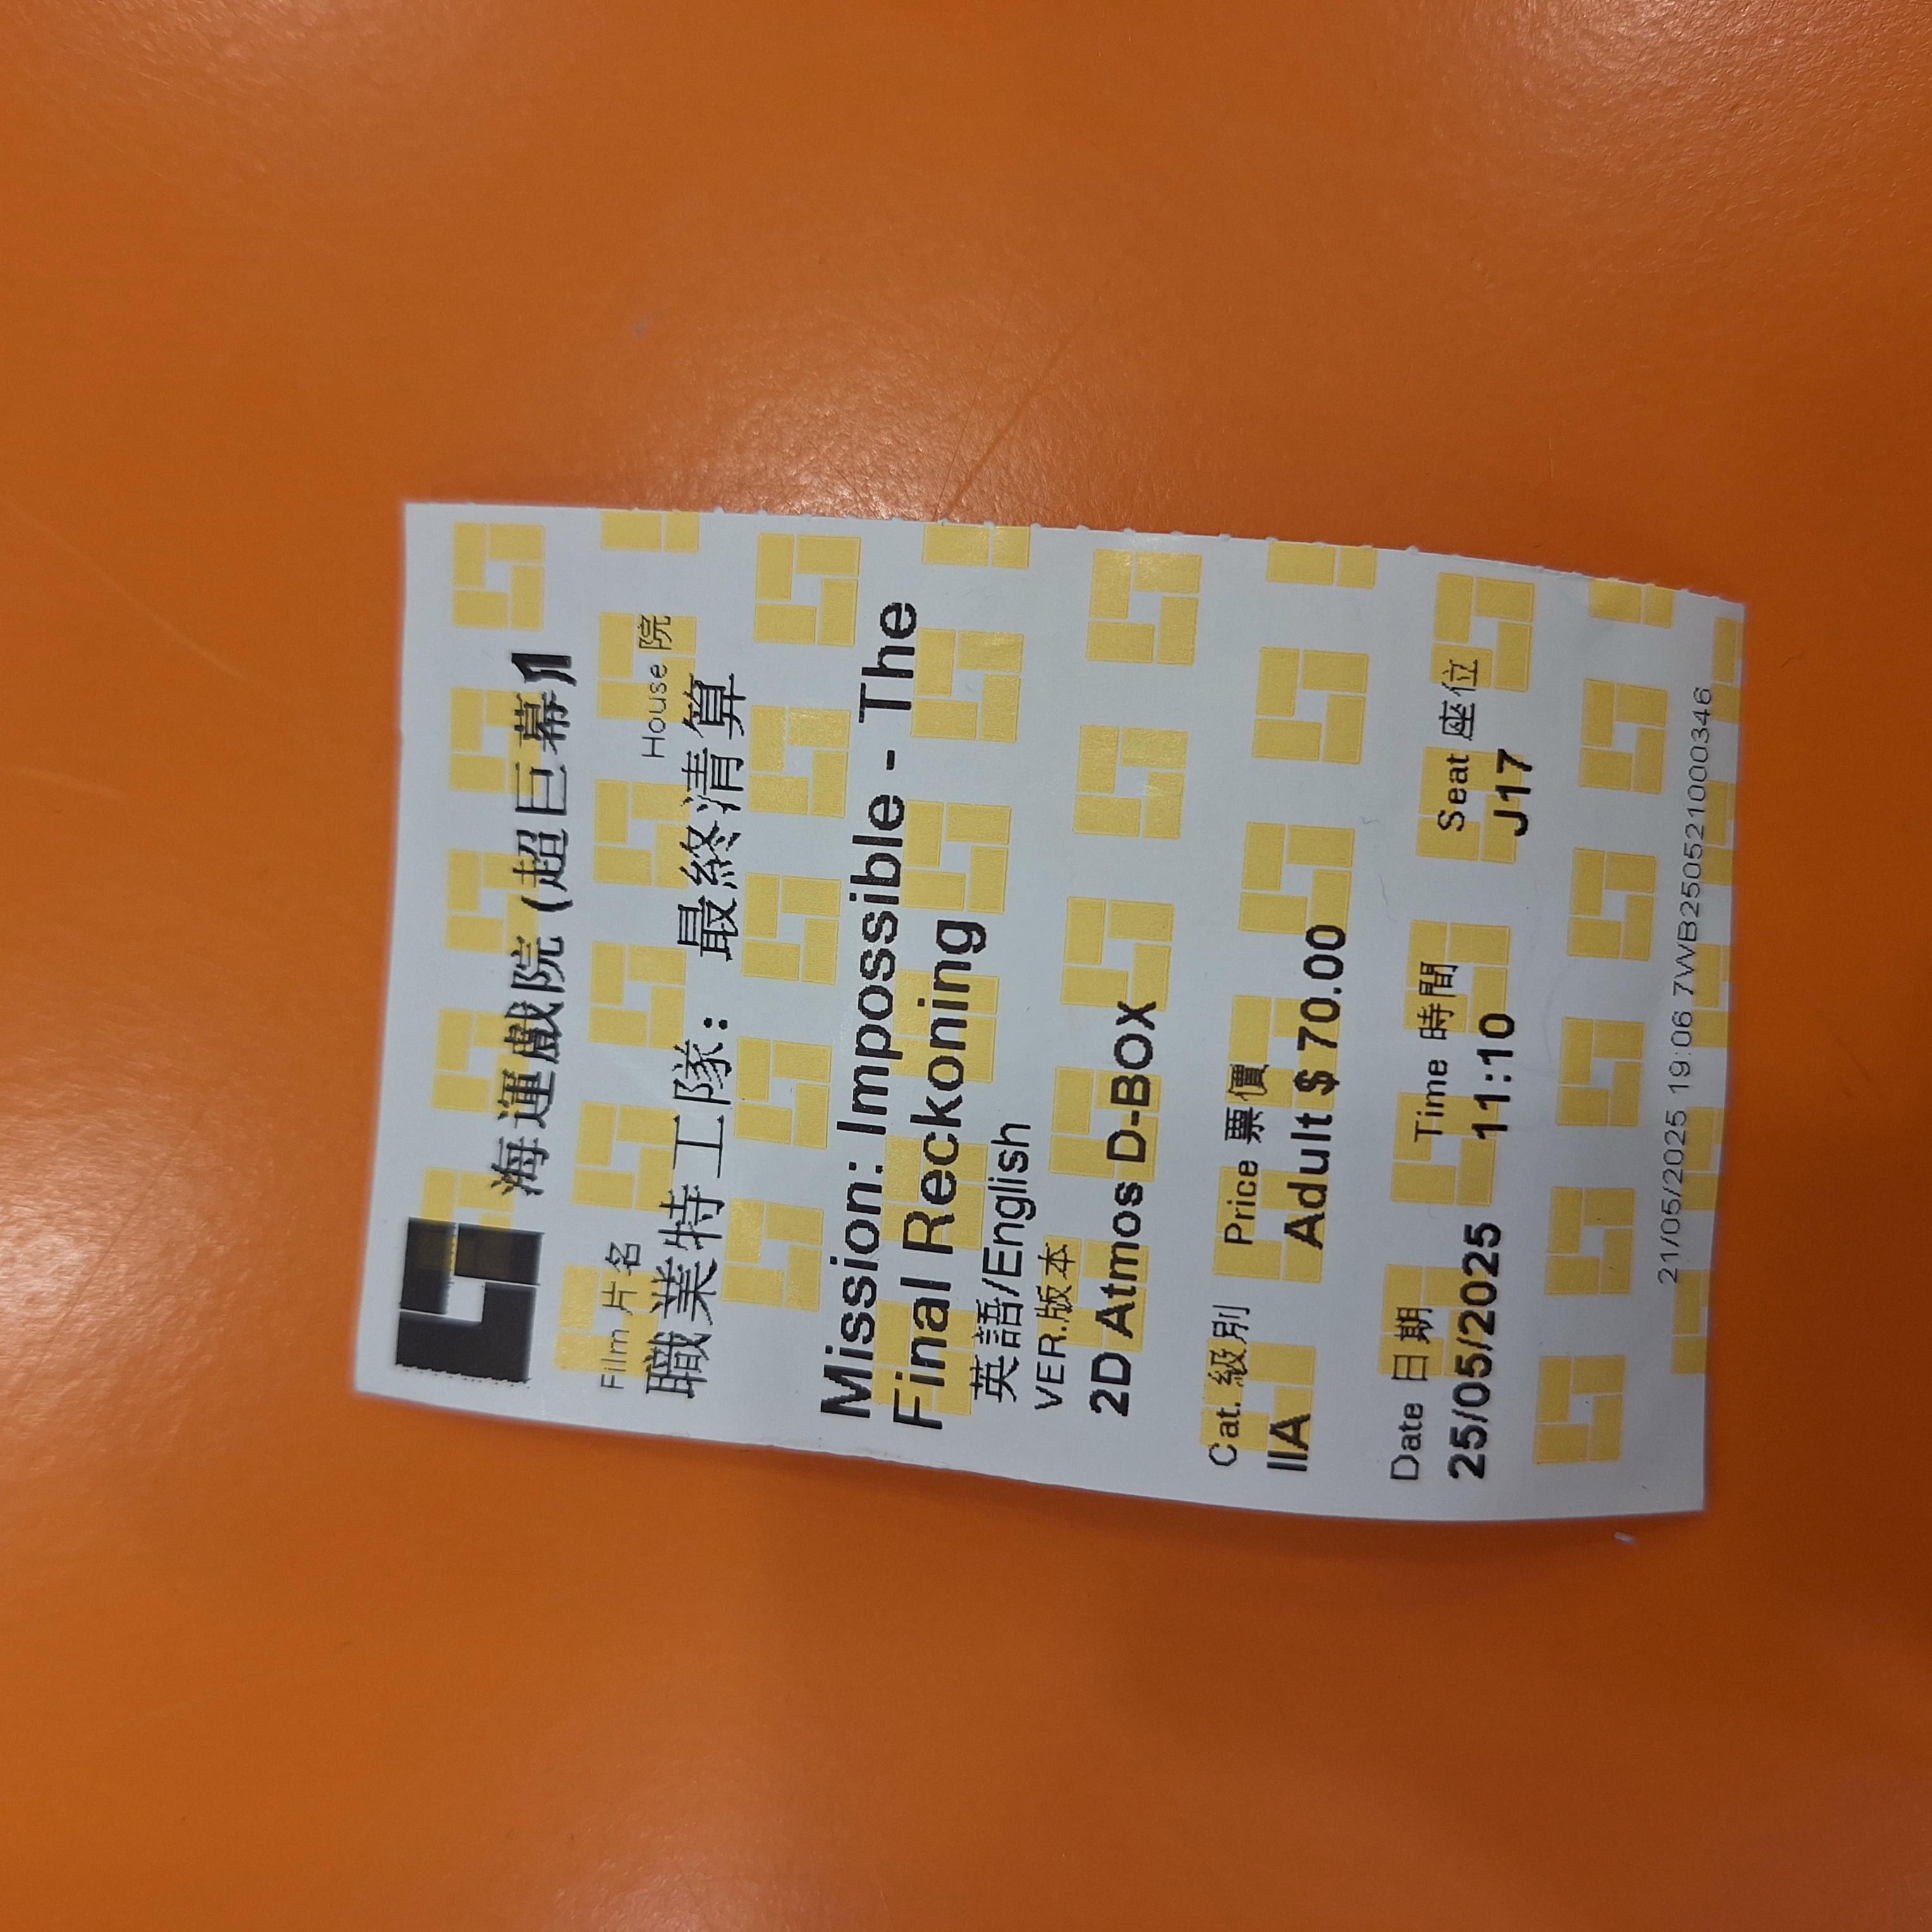 海運戲院 (超巨幕)1
Film 片名 House 院
職業特工隊: 最終清算
Mission: Impossible - The
Final Reckoning
英語/English
VER.版本
2D Atmos D-BOX
Cat. 級別 Price 票價
IIA Adult $ 70.00
Date 日期 Time 時間 Seat 座位
25/05/2025 11:10 J17
21/05/2025 19:06 7WB250521000346